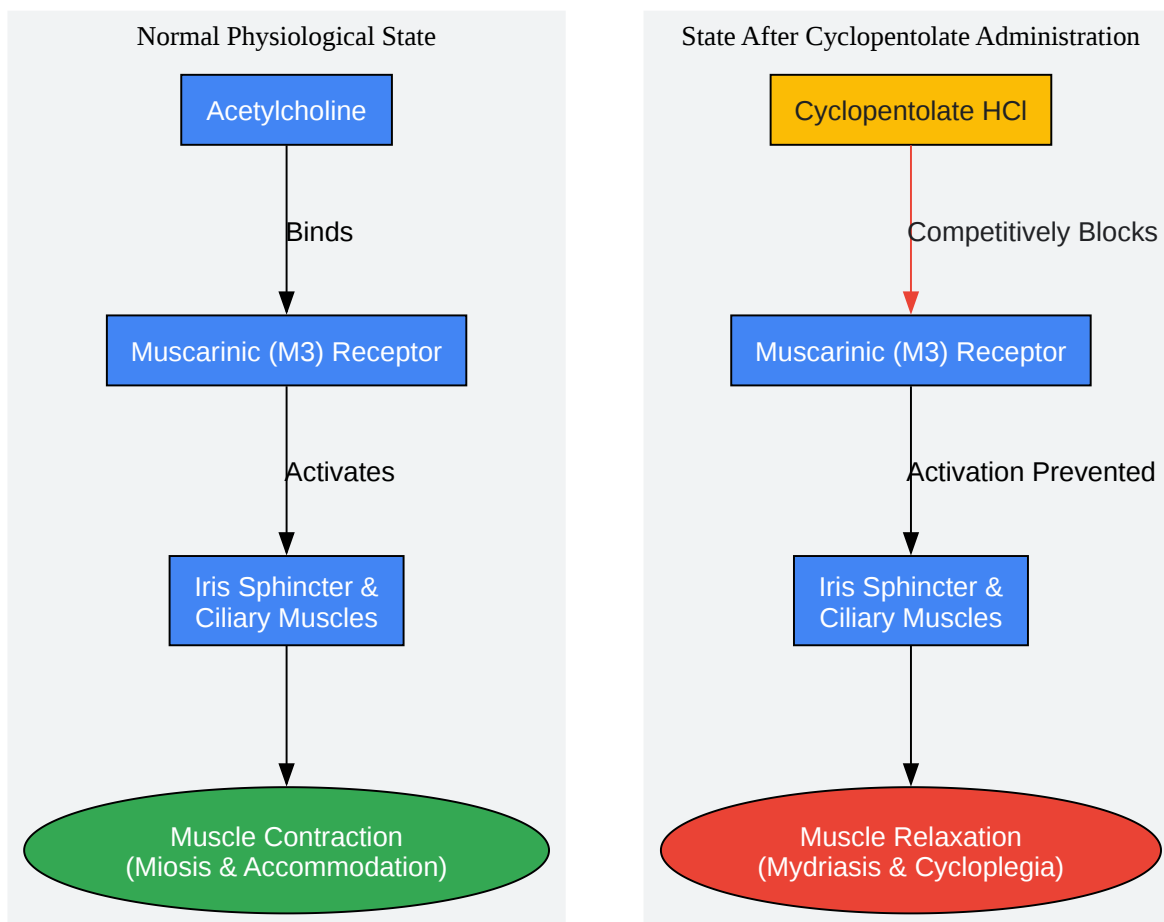 Normal Physiological State
Acetylcholine
Binds
Muscarinic (M3) Receptor
Activates
Iris Sphincter &
Ciliary Muscles
Muscle Contraction
(Miosis & Accommodation)
State After Cyclopentolate Administration
Cyclopentolate HCl
Competitively Blocks
Muscarinic (M3) Receptor
Activation Prevented
Iris Sphincter &
Ciliary Muscles
Muscle Relaxation
(Mydriasis & Cycloplegia)